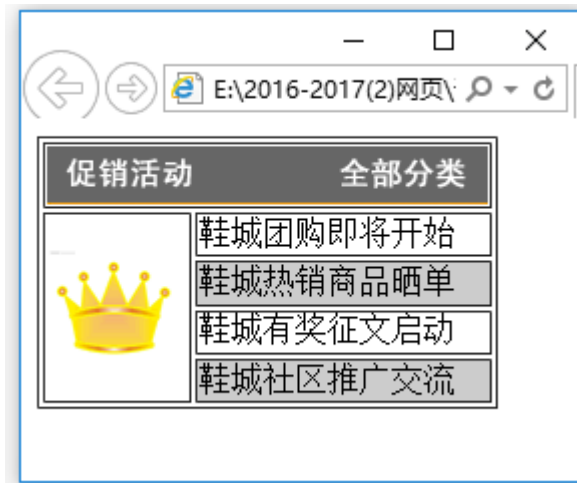 E:\2016-2017(2)网页\
促销活动 全部分类
鞋城团购即将开始
鞋城热销商品晒单
鞋城有奖征文启动
鞋城社区推广交流